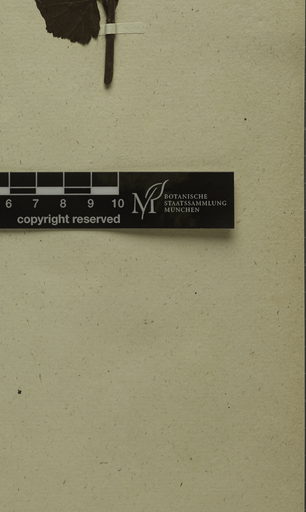 6 7 8 9 10
copyright reserved
M
BOTANISCHE
STAATSSAMMLUNG
MÜNCHEN